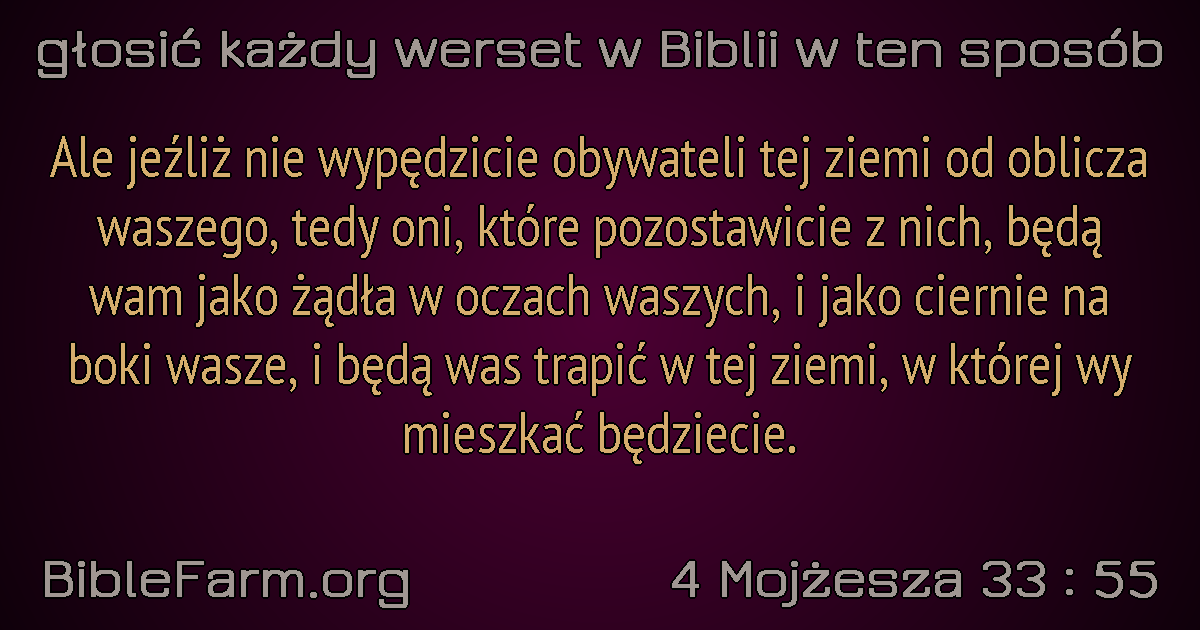 głosić każdy werset w Biblii w ten sposób
Ale jeźliż nie wypędzicie obywateli tej ziemi od oblicza
waszego, tedy oni, które pozostawicie z nich, będą
wam jako żądła w oczach waszych, i jako ciernie na
boki wasze, i będą was trapić w tej ziemi, w której wy
mieszkać będziecie.
BibleFarm.org
4 Mojżesza 33 : 55